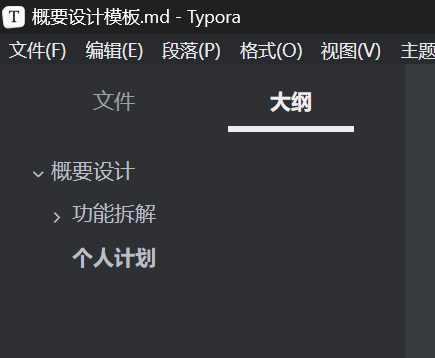 T 概要设计模板.md - Typora
文件(F) 编辑(E) 段落(P) 格式(O) 视图(V) 主题
文件 大纲
概要设计
功能拆解
个人计划